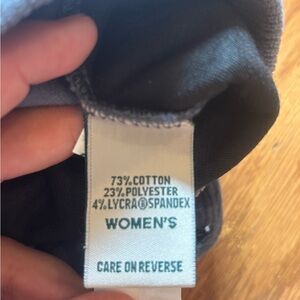 73% COTTON
23% POLYESTER
4% LYCRA®SPANDEX
WOMEN'S
CARE ON REVERSE